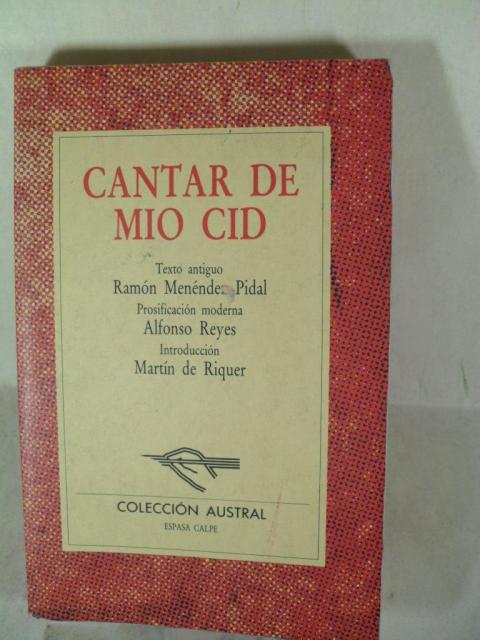 CANTAR DE
MIO CID
Texto antiguo
Ramón Menéndez Pidal
Prosificación moderna
Alfonso Reyes
Introducción
Martín de Riquer
COLECCIÓN AUSTRAL
ESPASA CALPE